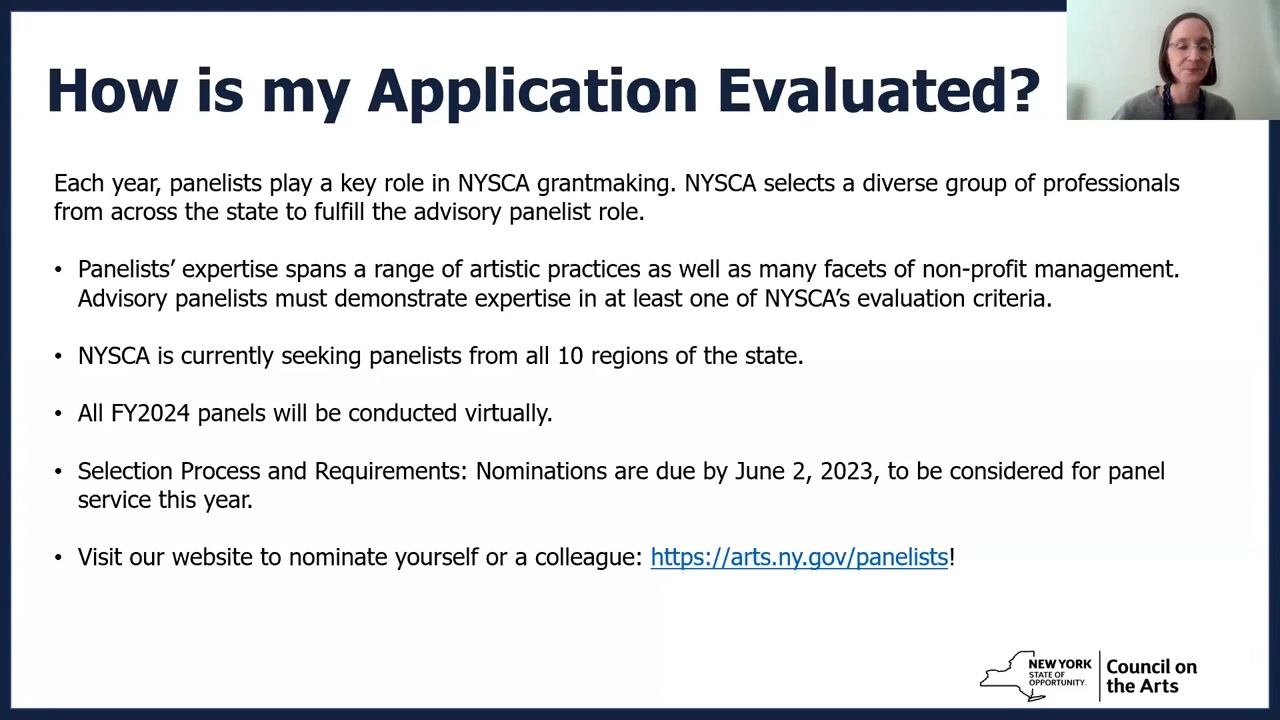 How is my Application Evaluated?
Each year, panelists play a key role in NYSCA grantmaking. NYSCA selects a diverse group of professionals
from across the state to fulfill the advisory panelist role.
• Panelists’ expertise spans a range of artistic practices as well as many facets of non-profit management.
Advisory panelists must demonstrate expertise in at least one of NYSCA’s evaluation criteria.
• NYSCA is currently seeking panelists from all 10 regions of the state.
• All FY2024 panels will be conducted virtually.
• Selection Process and Requirements: Nominations are due by June 2, 2023, to be considered for panel
service this year.
• Visit our website to nominate yourself or a colleague: https://arts.ny.gov/panelists!
NEW YORK
STATE OF
OPPORTUNITY.
Council on
the Arts